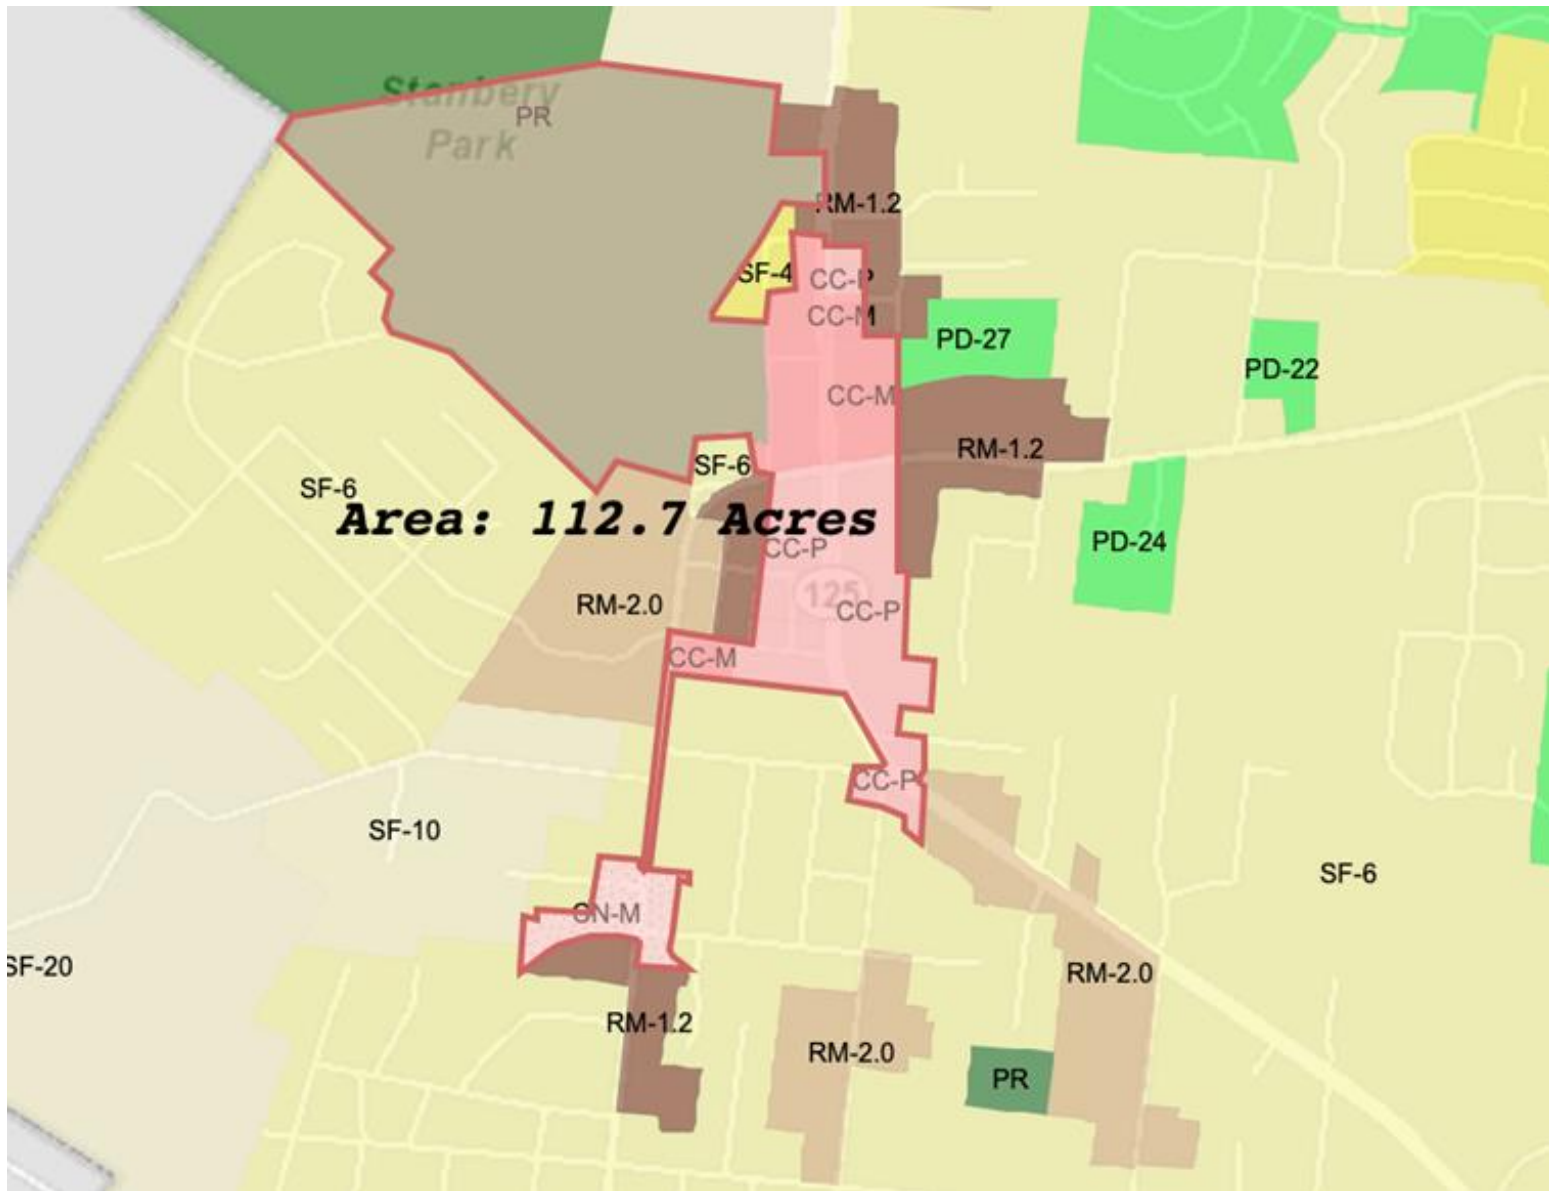 Stanbery
PR
Park
RM-1.2
SF-4
CC-P
CC-M
PD-27
PD-22
CC-M
RM-1.2
SF-6
SF-6
Area: 112.7 Acres
PD-24
CC-P
125
RM-2.0
CC-P
CC-M
CC-P
SF-10
SF-6
CN-M
SF-20
RM-2.0
RM-1.2
RM-2.0
PR